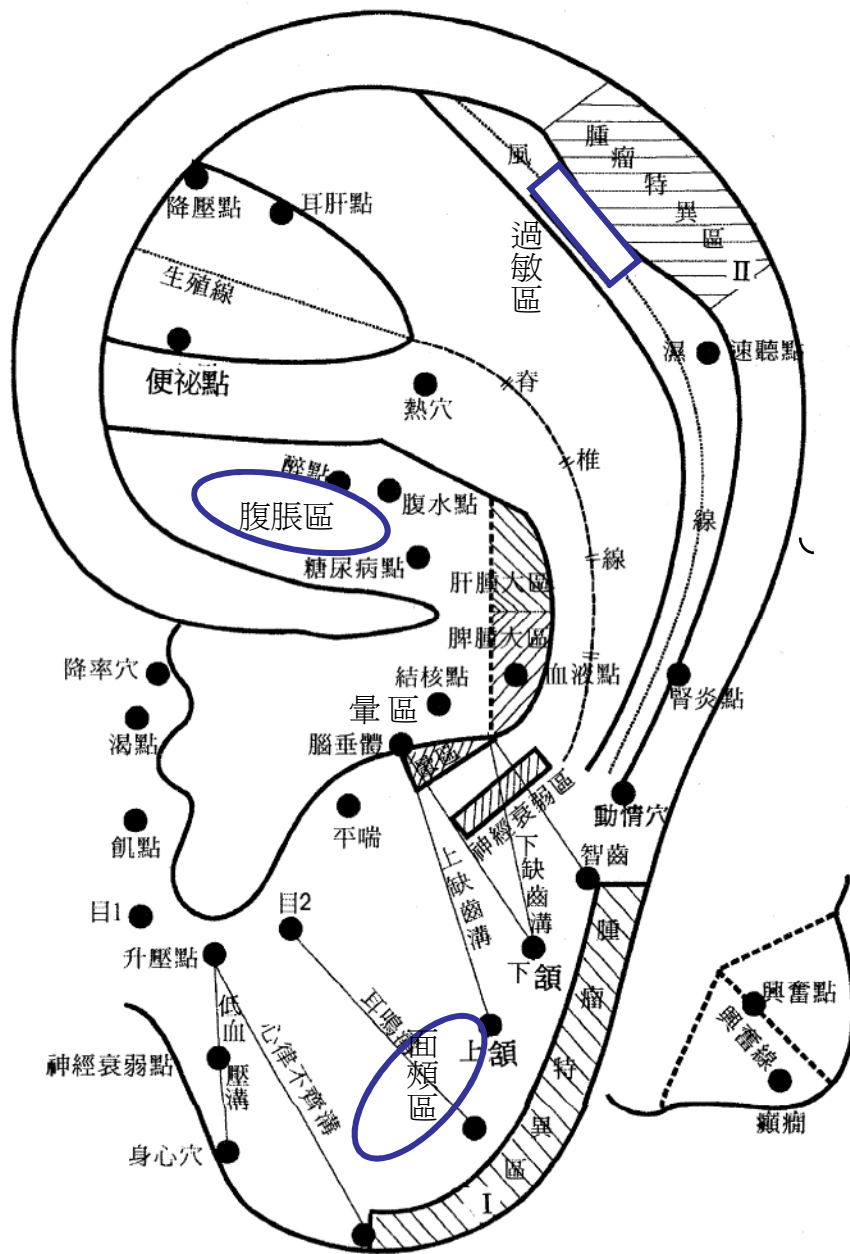 風
腫瘤特異區
II
降壓點
耳肝點
過敏區
生殖線
濕
速聽點
便祕點
熱穴
脊
椎
線
線
醉點
腹脹區
腹水點
糖尿病點
肝腫大區
脾腫大區
降率穴
結核點
血液點
腎炎點
渴點
暈區
腦垂體
暈區
神經衰弱區
動情穴
飢點
平喘
智齒
上缺齒溝
下缺齒溝
目1
目2
升壓點
下頷
腫瘤特異區
I
興奮點
興奮線
癲癇
低血壓溝
心律不齊溝
耳鳴溝
上頷
面頰區
神經衰弱點
身心穴